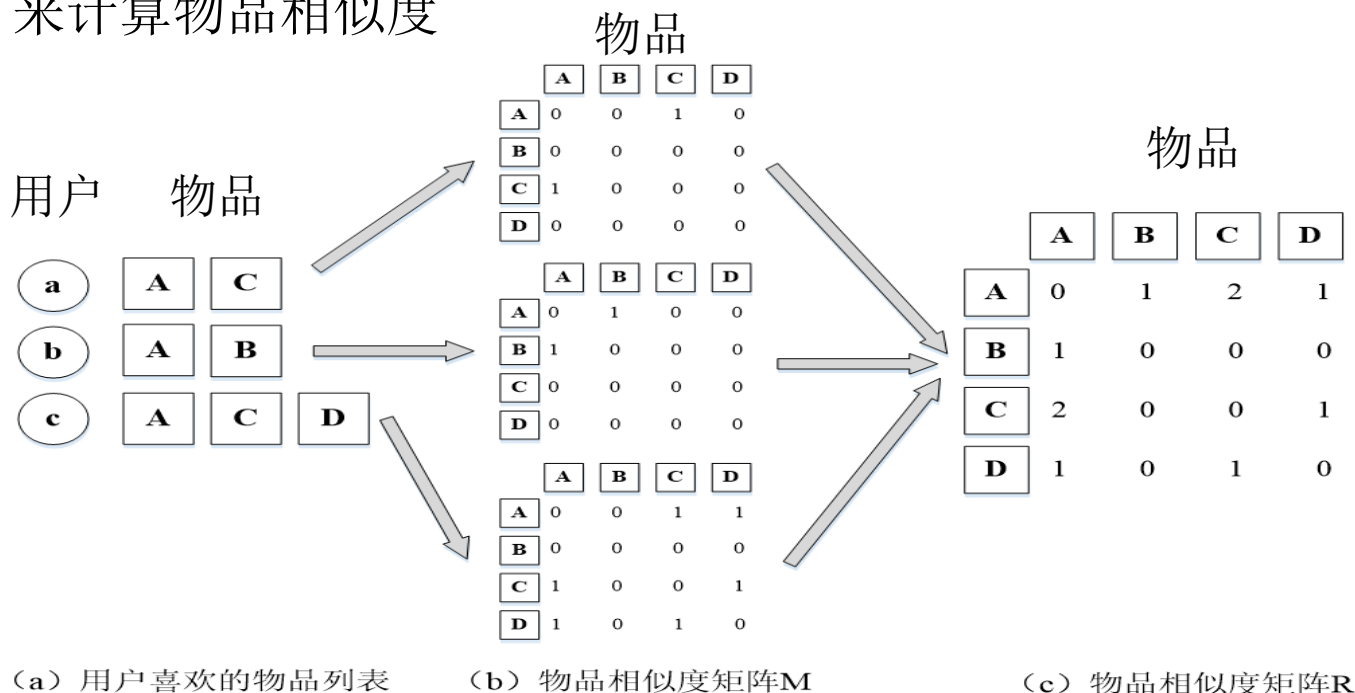 来计算物品相似度
物品
A B C D
A 0 0 1 0
B 0 0 0 0
C 1 0 0 0
D 0 0 0 0
用户 物品
a A C
b A B
c A C D
A B C D
A 0 1 0 0
B 1 0 0 0
C 0 0 0 0
D 0 0 0 0
A B C D
A 0 0 1 1
B 0 0 0 0
C 1 0 0 1
D 1 0 1 0
物品
A B C D
A 0 1 2 1
B 1 0 0 0
C 2 0 0 1
D 1 0 1 0
（a）用户喜欢的物品列表
（b）物品相似度矩阵M
（c）物品相似度矩阵R